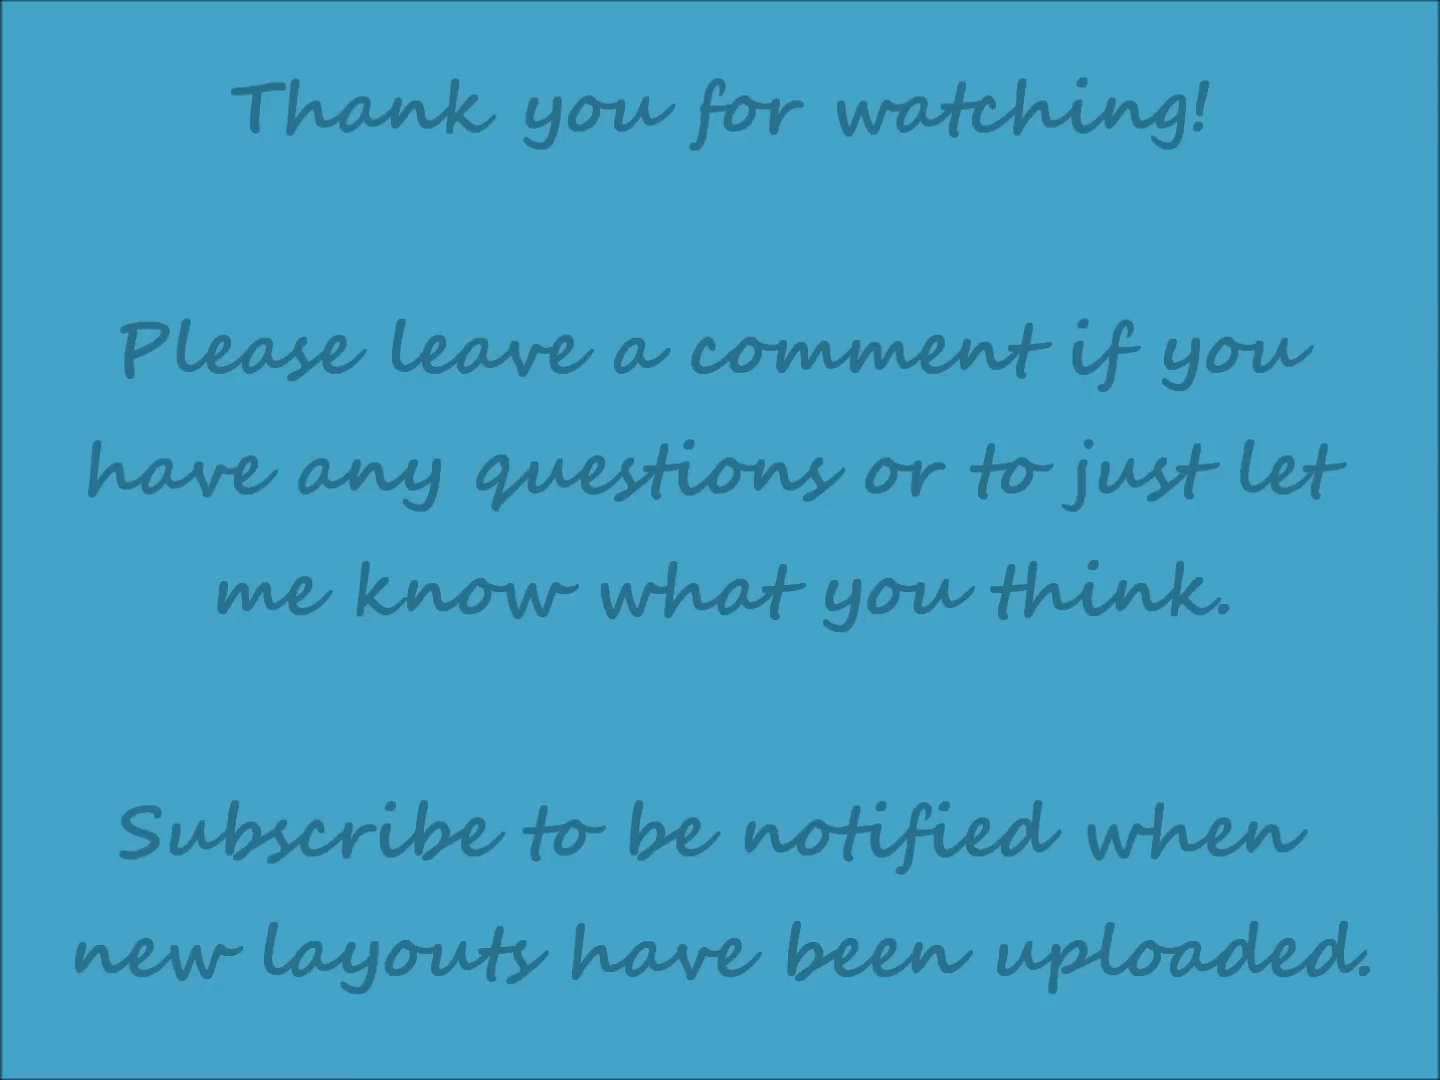 Thank you for watching!
Please leave a comment if you
have any questions or to just let
me know what you think.
Subscribe to be notified when
new layouts have been uploaded.